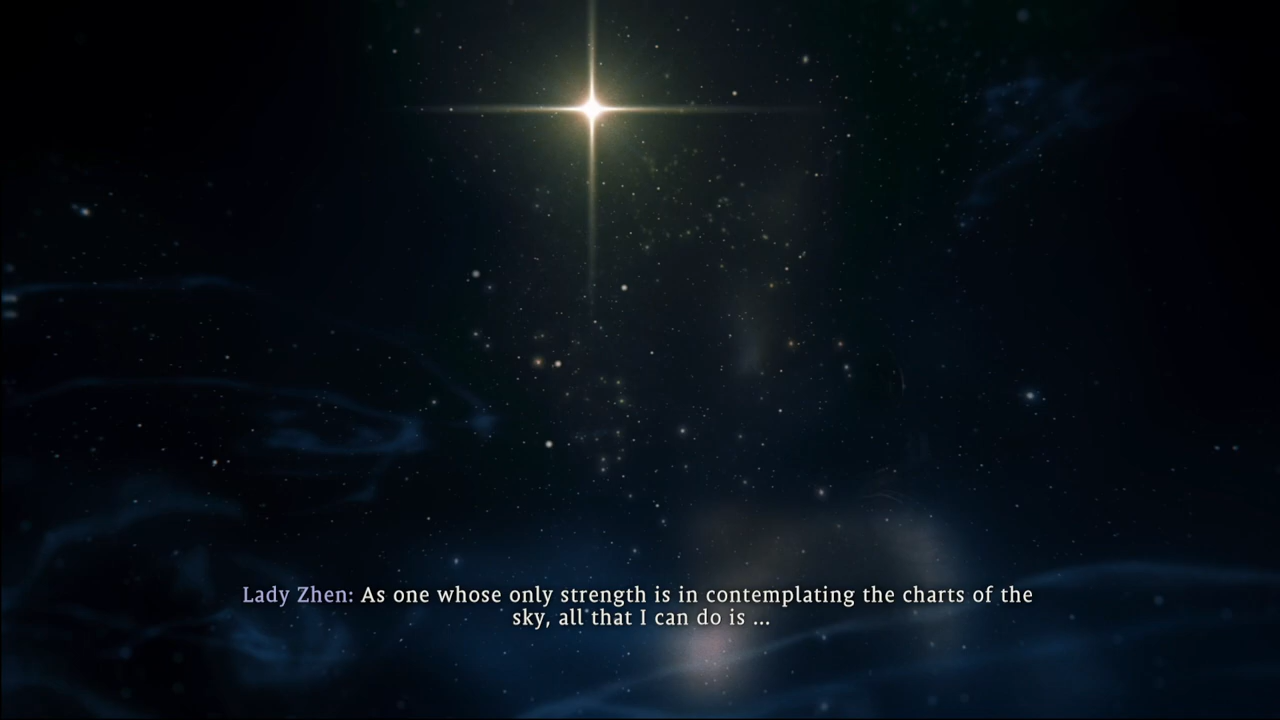 Lady Zhen: As one whose only strength is in contemplating the charts of the
sky, all that I can do is ...